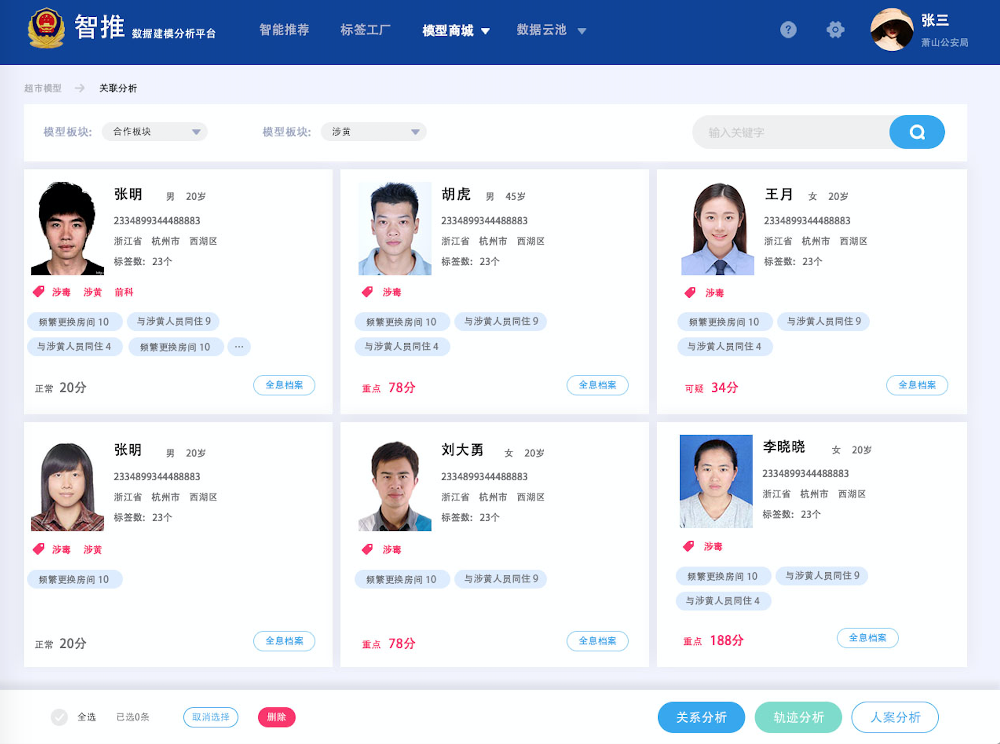 智推 数据建模分析平台 智能推荐 标签工厂 模型商城 数据云池 ? 张三
萧山公安局
超市模型 → 关联分析
模型板块: 合作板块 模型板块: 涉黄 输入关键字
张明 男 20岁
2334899344488883
浙江省 杭州市 西湖区
标签数: 23个
涉毒 涉黄 前科
频繁更换房间 10 与涉黄人员同住 9
与涉黄人员同住 4 频繁更换房间 10 ...
正常 20分 全息档案
胡虎 男 45岁
2334899344488883
浙江省 杭州市 西湖区
标签数: 23个
涉毒
频繁更换房间 10 与涉黄人员同住 9
与涉黄人员同住 4
重点 78分 全息档案
王月 女 20岁
2334899344488883
浙江省 杭州市 西湖区
标签数: 23个
涉毒
频繁更换房间 10 与涉黄人员同住 9
与涉黄人员同住 4
可疑 34分 全息档案
张明 男 20岁
2334899344488883
浙江省 杭州市 西湖区
标签数: 23个
涉毒 涉黄
频繁更换房间 10
正常 20分 全息档案
刘大勇 女 20岁
2334899344488883
浙江省 杭州市 西湖区
标签数: 23个
涉毒
频繁更换房间 10 与涉黄人员同住 9
重点 78分 全息档案
李晓晓 女 20岁
2334899344488883
浙江省 杭州市 西湖区
标签数: 23个
涉毒
频繁更换房间 10 与涉黄人员同住 9
与涉黄人员同住 4
重点 188分 全息档案
全选 已选0条 取消选择 删除 关系分析 轨迹分析 人案分析